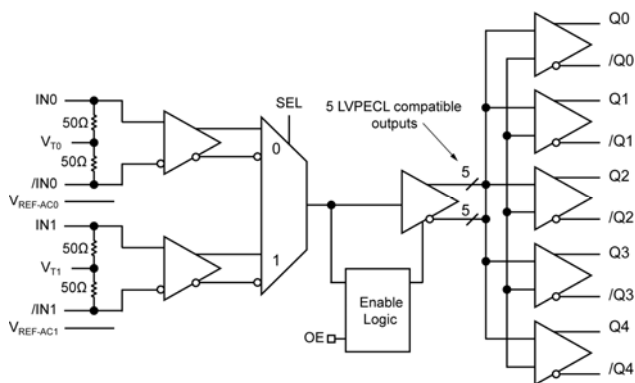 IN0
50Ω
VT0
50Ω
/IN0
VREF-AC0
IN1
50Ω
VT1
50Ω
/IN1
VREF-AC1
SEL
0
1
5 LVPECL compatible
outputs
5
5
Enable
Logic
OE
Q0
/Q0
Q1
/Q1
Q2
/Q2
Q3
/Q3
Q4
/Q4